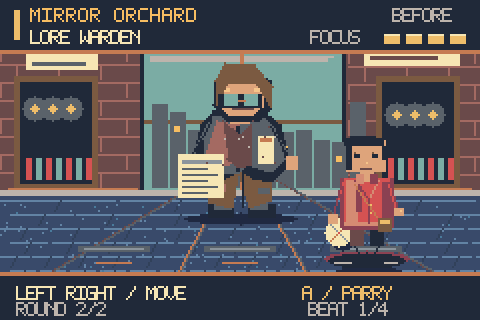 MIRROR ORCHARD
BEFORE
LORE WARDEN
FOCUS
LEFT RIGHT / MOVE
A / PARRY
ROUND 2/2
BEAT 1/4